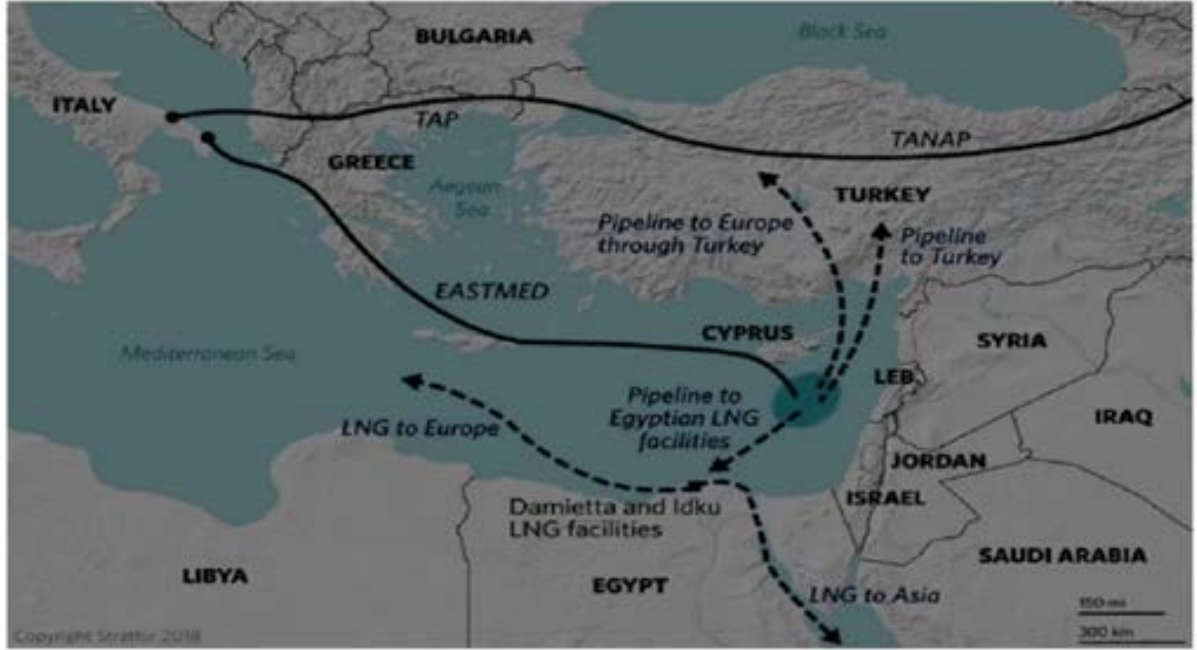 BULGARIA
Black Sea
ITALY
TAP
TANAP
GREECE
Aegean
Sea
TURKEY
Pipeline to Europe
through Turkey
Pipeline
to Turkey
EASTMED
CYPRUS
SYRIA
Mediterranean Sea
LEB.
Pipeline to
Egyptian LNG
facilities
IRAQ
LNG to Europe
JORDAN
ISRAEL
Damietta and Idku
LNG facilities
SAUDI ARABIA
LIBYA
EGYPT
LNG to Asia
150 mi
300 km
Copyright Stratfor 2018